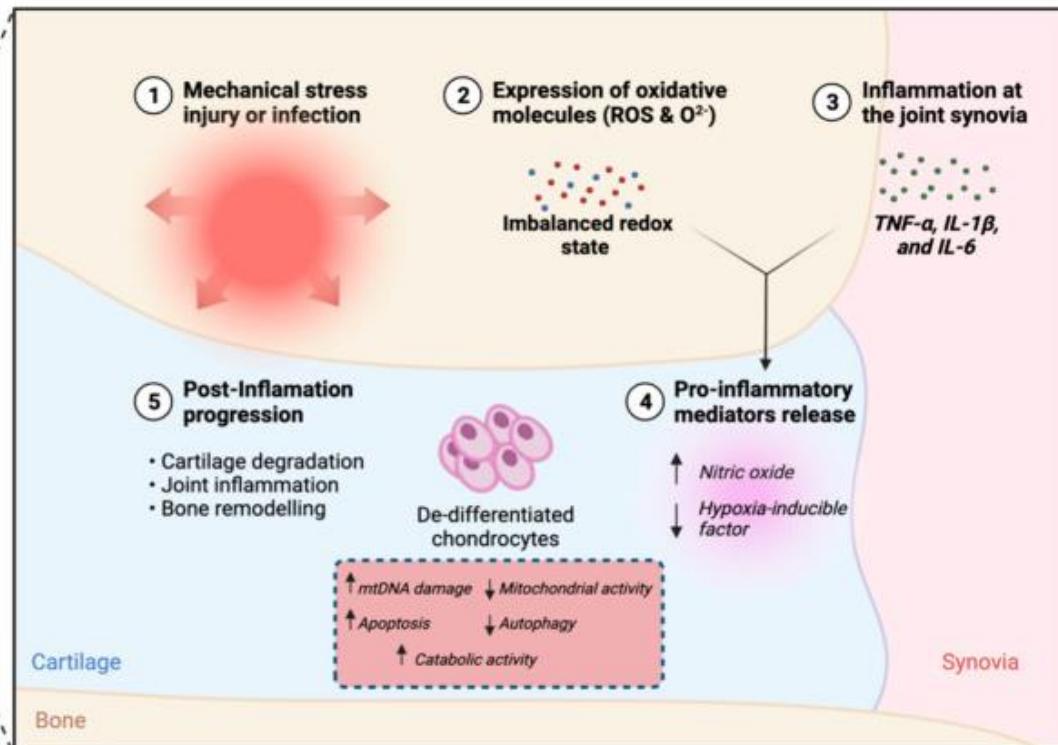 1 Mechanical stress
injury or infection
2 Expression of oxidative
molecules (ROS & O²⁻)
Imbalanced redox
state
3 Inflammation at
the joint synovia
TNF-α, IL-1β,
and IL-6
4 Pro-inflammatory
mediators release
↑ Nitric oxide
↓ Hypoxia-inducible
factor
5 Post-Inflamation
progression
• Cartilage degradation
• Joint inflammation
• Bone remodelling
De-differentiated
chondrocytes
↑ mtDNA damage ↓ Mitochondrial activity
↑ Apoptosis ↓ Autophagy
↑ Catabolic activity
Cartilage
Synovia
Bone